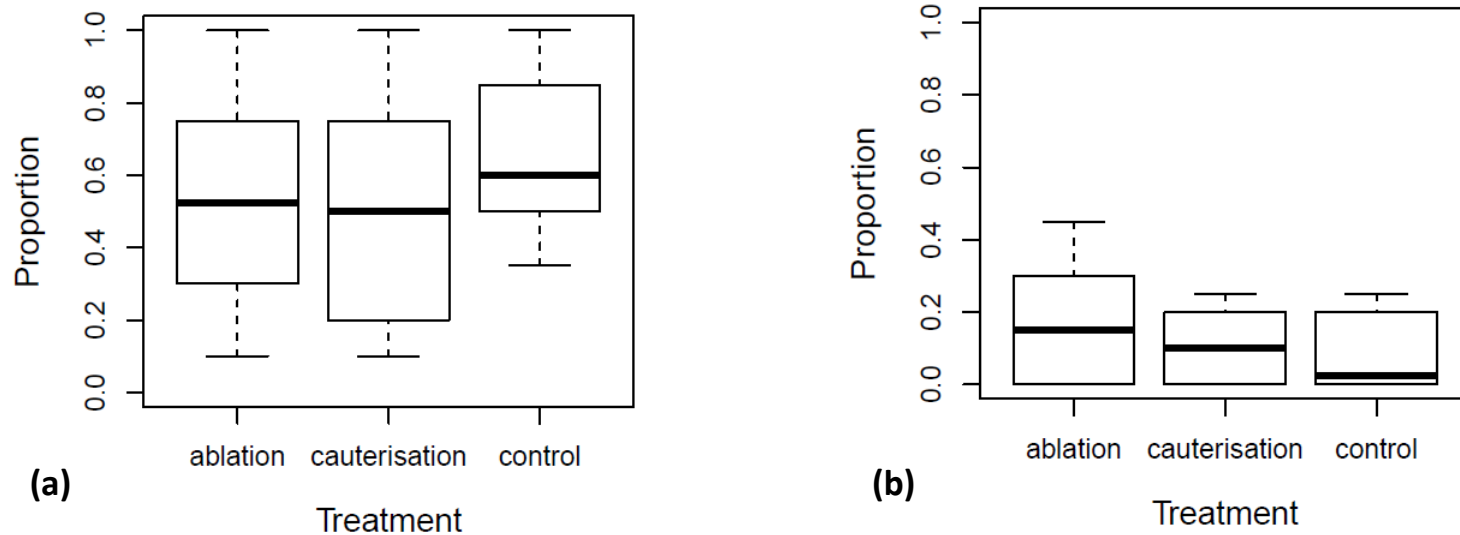 Proportion
1.0
0.8
0.6
0.4
0.2
0.0
ablation cauterisation control
(a)
Treatment
Proportion
1.0
0.8
0.6
0.4
0.2
0.0
ablation cauterisation control
(b)
Treatment